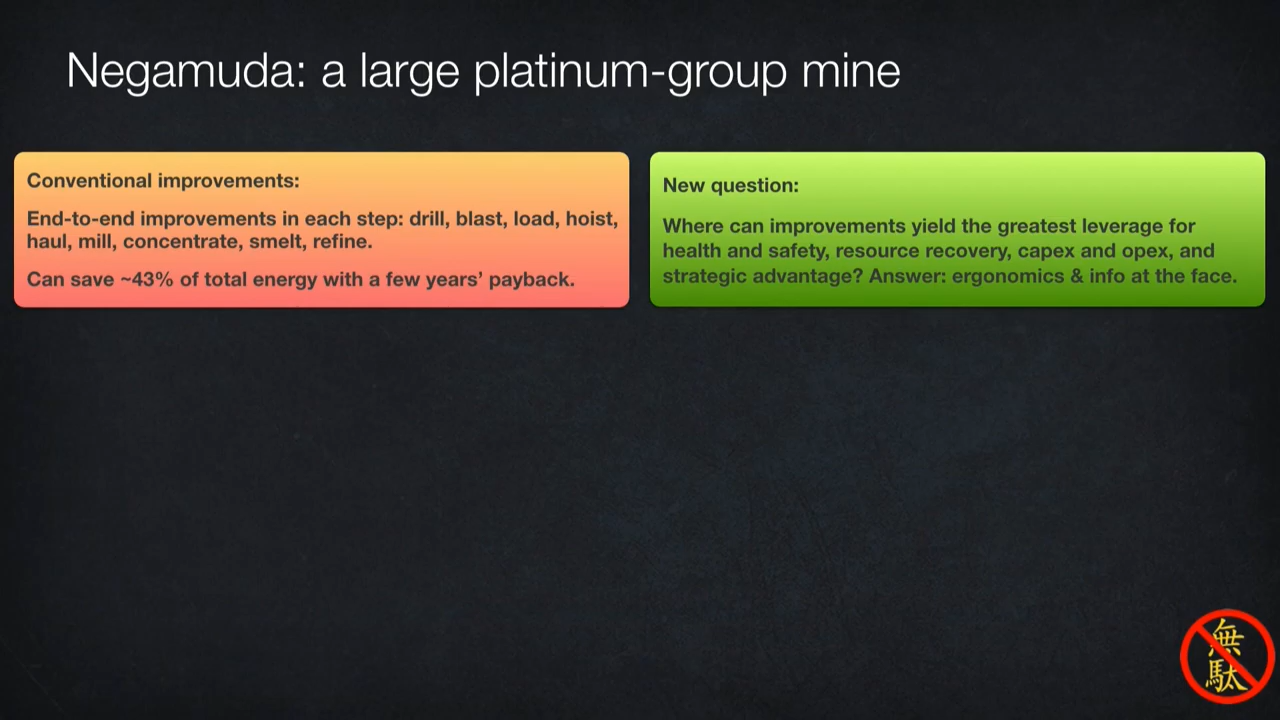 Negamuda: a large platinum-group mine
Conventional improvements:
End-to-end improvements in each step: drill, blast, load, hoist,
haul, mill, concentrate, smelt, refine.
Can save ~43% of total energy with a few years’ payback.
New question:
Where can improvements yield the greatest leverage for
health and safety, resource recovery, capex and opex, and
strategic advantage? Answer: ergonomics & info at the face.
無
駄